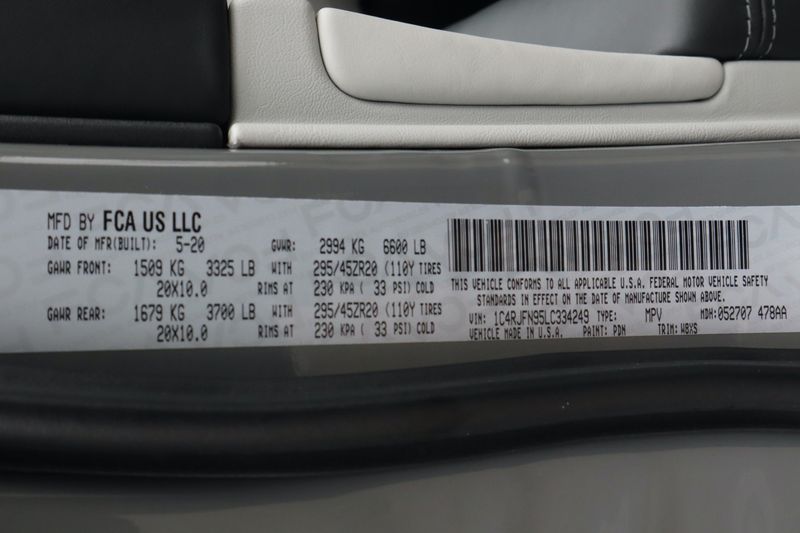 MFD BY FCA US LLC
DATE OF MFR(BUILT): 5-20 GVWR: 2994 KG 6600 LB
GAWR FRONT: 1509 KG 3325 LB WITH 295/45ZR20 (110Y TIRES
20X10.0 RIMS AT 230 KPA ( 33 PSI) COLD
GAWR REAR: 1679 KG 3700 LB WITH 295/45ZR20 (110Y TIRES
20X10.0 RIMS AT 230 KPA ( 33 PSI) COLD
THIS VEHICLE CONFORMS TO ALL APPLICABLE U.S.A. FEDERAL MOTOR VEHICLE SAFETY
STANDARDS IN EFFECT ON THE DATE OF MANUFACTURE SHOWN ABOVE.
VIN: 1C4RJFN95LC334249 TYPE: MPV MDH:052707 478AA
VEHICLE MADE IN U.S.A. PAINT: PDN TRIM: WBXS